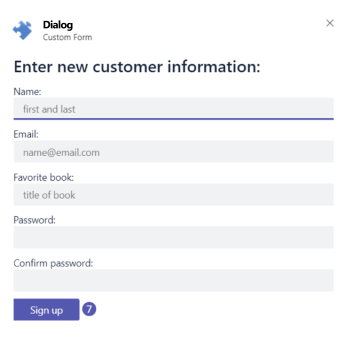 Dialog
Custom Form
Enter new customer information:
Name:
first and last
Email:
name@email.com
Favorite book:
title of book
Password:
Confirm password:
Sign up 7